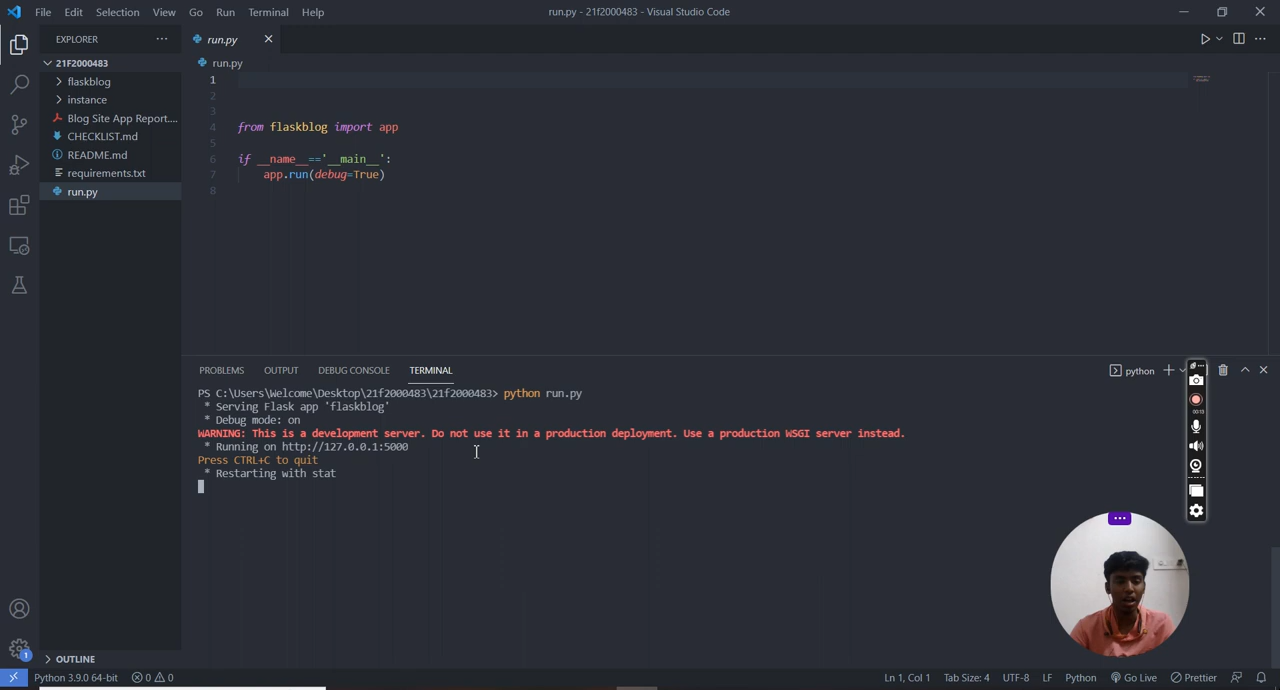 File Edit Selection View Go Run Terminal Help
run.py - 21f2000483 - Visual Studio Code
EXPLORER
21F2000483
flaskblog
instance
Blog Site App Report....
CHECKLIST.md
README.md
requirements.txt
run.py
OUTLINE
run.py
run.py
1
2
3
4 from flaskblog import app
5
6 if __name__=='__main__':
7 app.run(debug=True)
8
PROBLEMS OUTPUT DEBUG CONSOLE TERMINAL
python
PS C:\Users\Welcome\Desktop\21f2000483\21f2000483> python run.py
* Serving Flask app 'flaskblog'
* Debug mode: on
WARNING: This is a development server. Do not use it in a production deployment. Use a production WSGI server instead.
* Running on http://127.0.0.1:5000
Press CTRL+C to quit
* Restarting with stat
00:13
1
Python 3.9.0 64-bit 0 0 Ln 1, Col 1 Tab Size: 4 UTF-8 LF Python Go Live Prettier